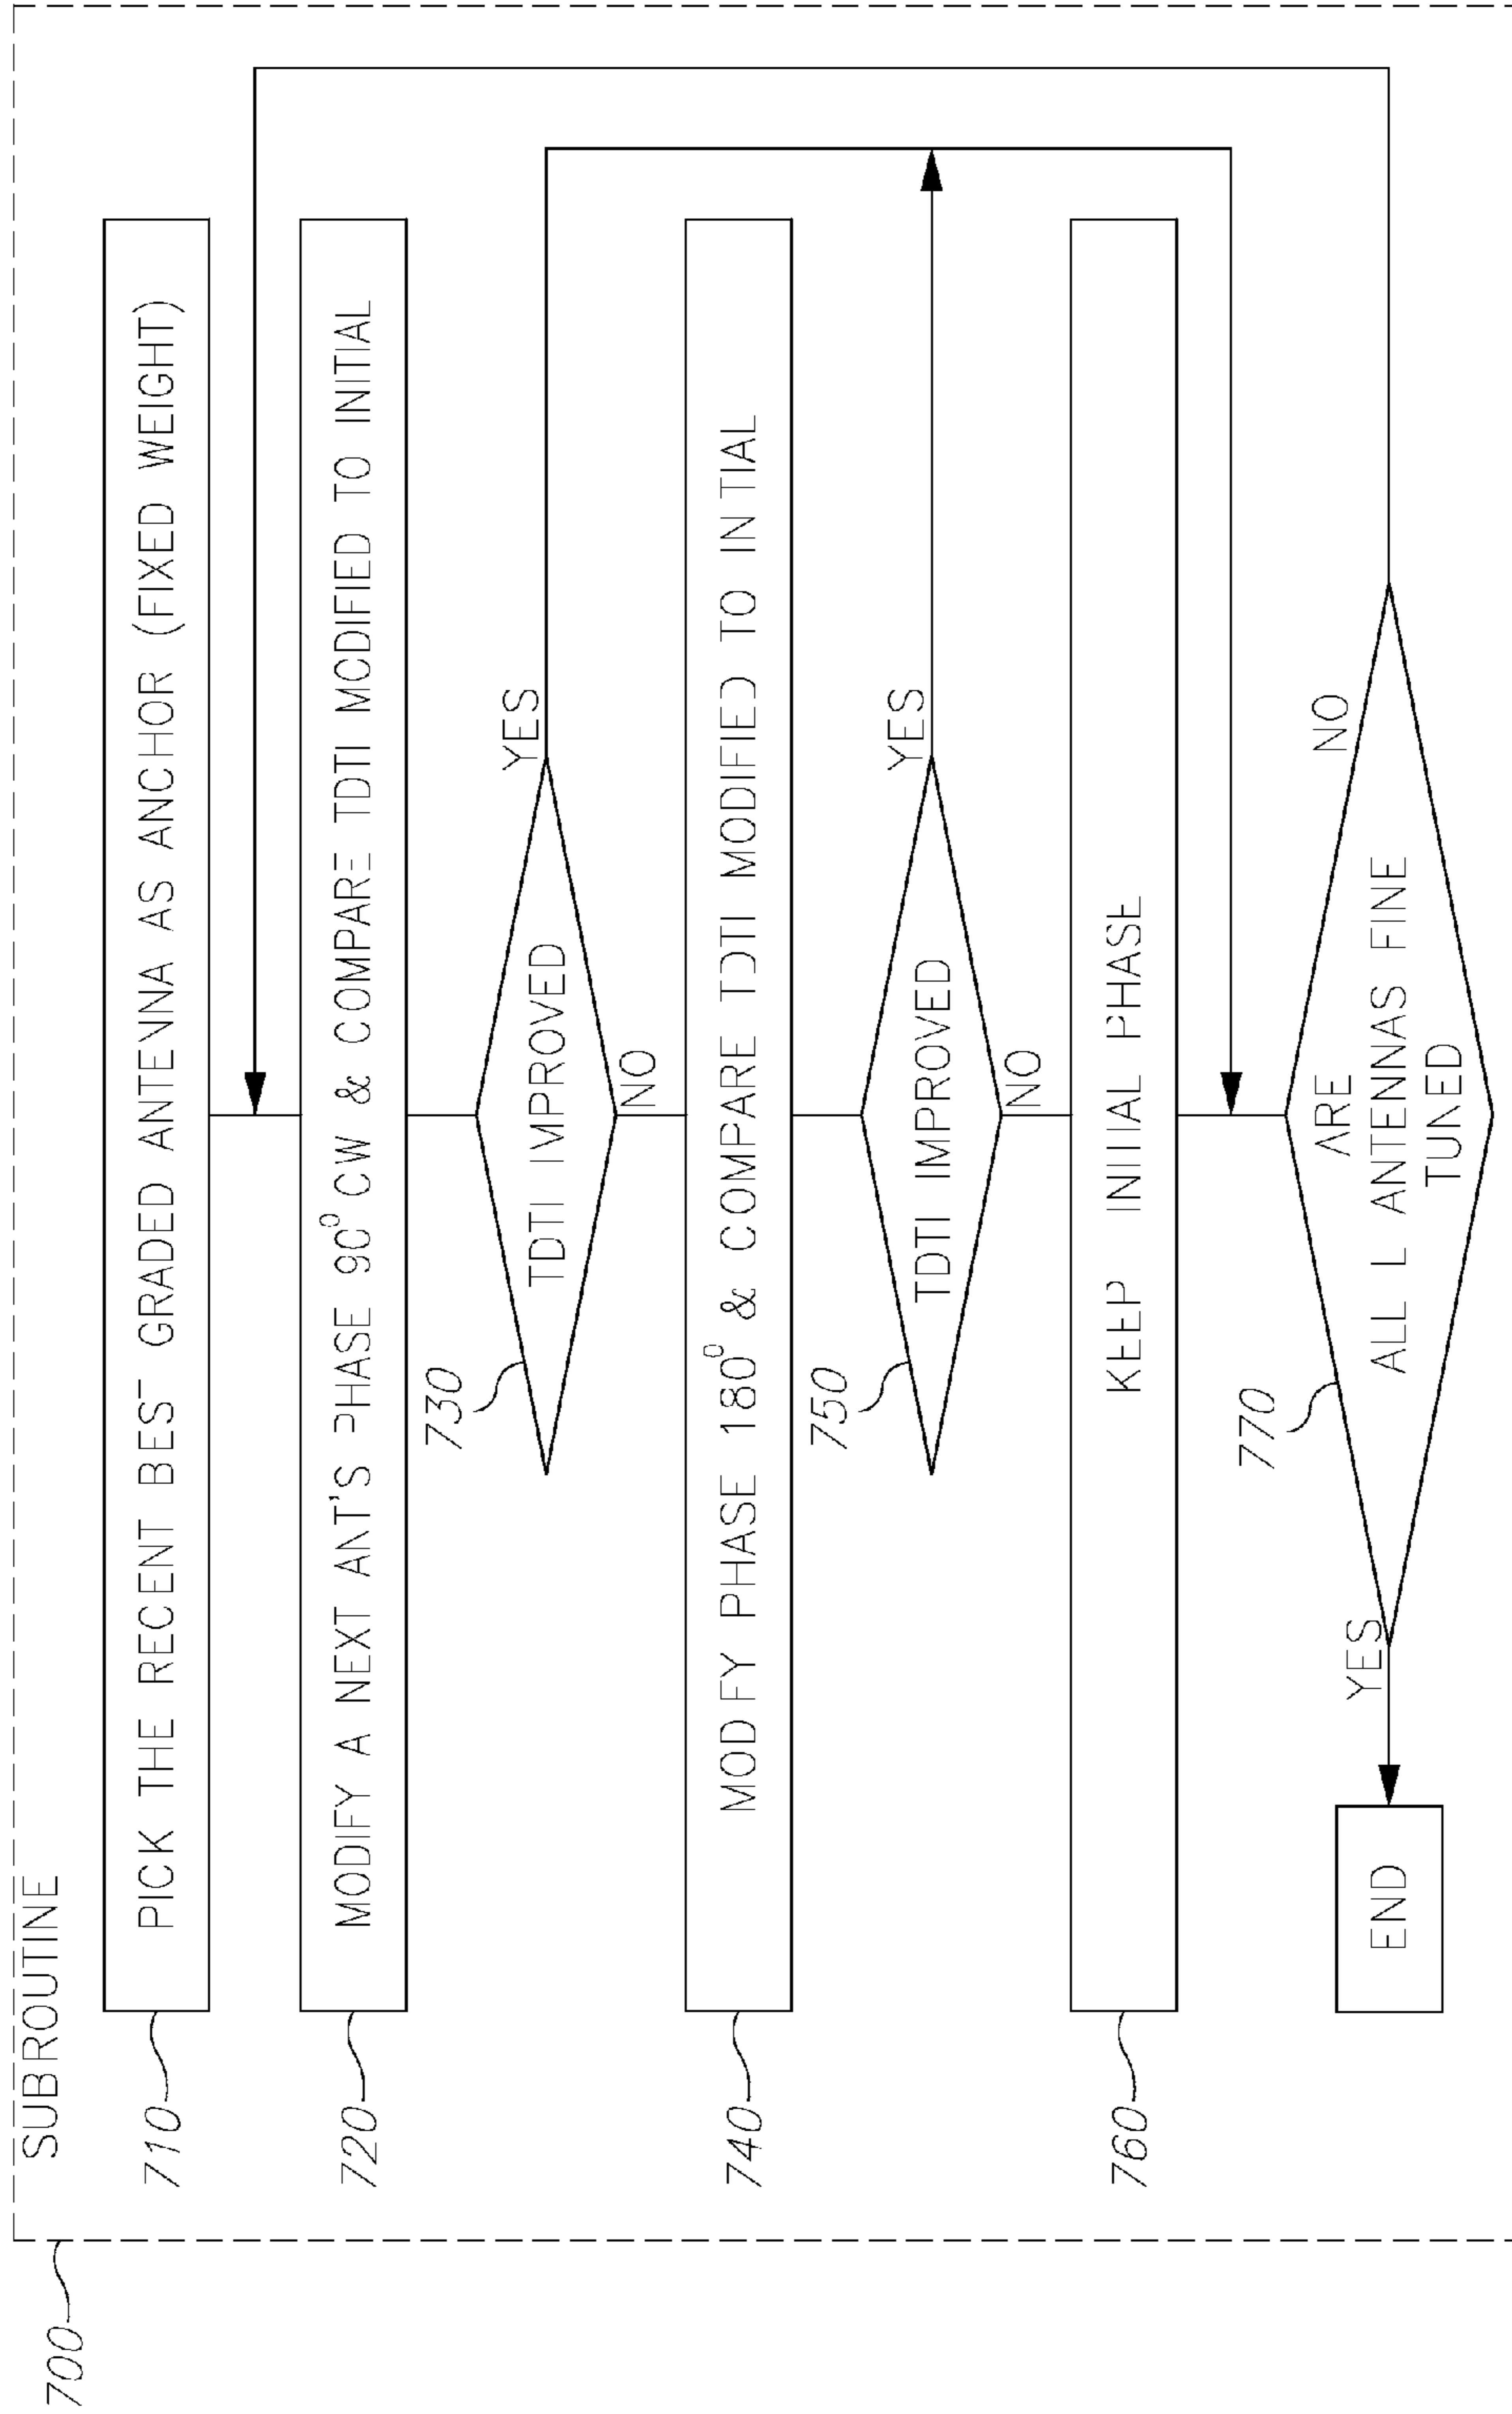 700
SUBROUTINE
710
PICK THE RECENT BEST GRADED ANTENNA AS ANCHOR (FIXED WEIGHT)
720
MODIFY A NEXT ANT'S PHASE 90⁰ CW & COMPARE TDTI MODIFIED TO INITIAL
730
TDTI IMPROVED
YES
NO
740
MODIFY PHASE 180⁰ & COMPARE TDTI MODIFIED TO INITIAL
750
TDTI IMPROVED
YES
NO
760
KEEP INITIAL PHASE
770
ARE
ALL L ANTENNAS FINE
TUNED
NO
YES
END